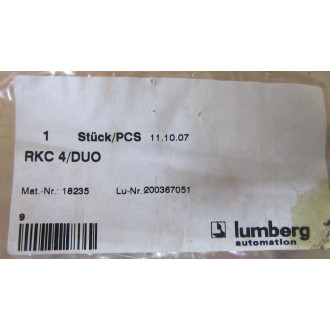 1 Stück/PCS 11.10.07
RKC 4/DUO
Mat.-Nr.: 18235 Lu-Nr.200367051
9
lumberg
automation